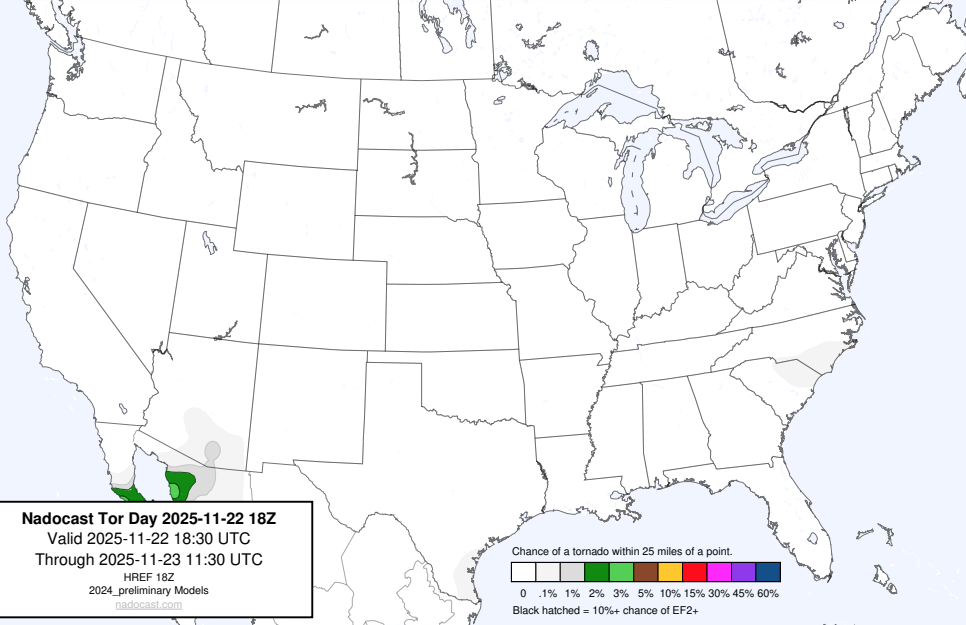 Nadocast Tor Day 2025-11-22 18Z
Valid 2025-11-22 18:30 UTC
Through 2025-11-23 11:30 UTC
HREF 18Z
2024_preliminary Models
nadocast.com
Chance of a tornado within 25 miles of a point.
0 .1% 1% 2% 3% 5% 10% 15% 30% 45% 60%
Black hatched = 10%+ chance of EF2+